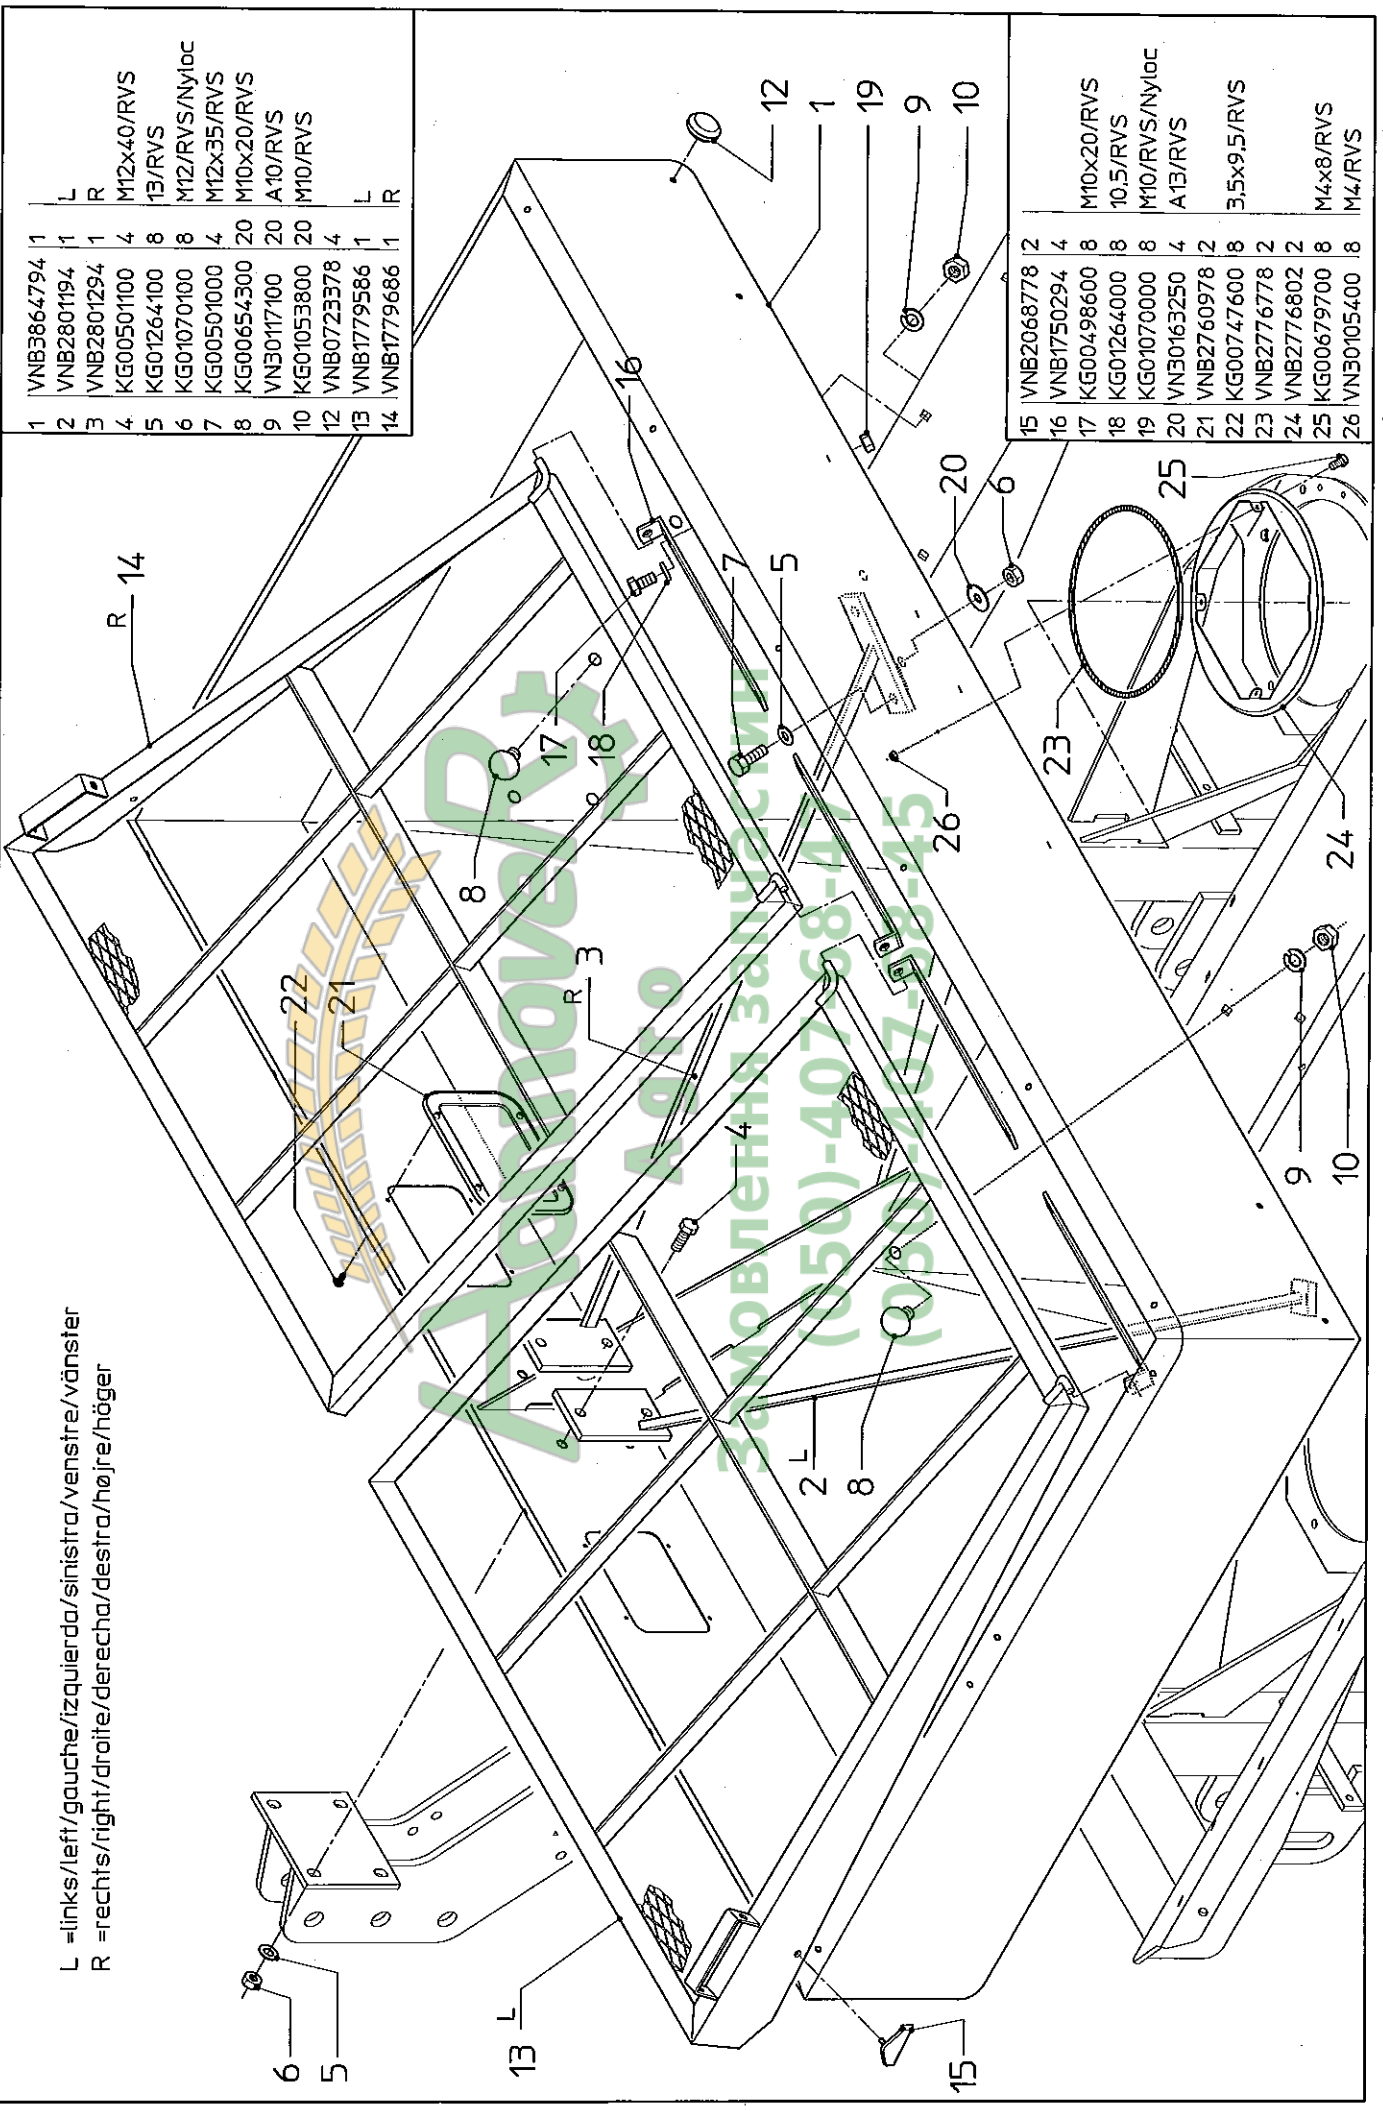 L =links/left/gauche/izquierda/sinistra/venstre/vänster
R =rechts/right/droite/derecha/destra/højre/höger
1 VNB3864794 1
2 VNB2801194 1 L
3 VNB2801294 1 R
4 KG00501100 4 M12x40/RVS
5 KG01264100 8 13/RVS
6 KG01070100 8 M12/RVS/Nyloc
7 KG00501000 4 M12x35/RVS
8 KG00654300 20 M10x20/RVS
9 VN30117100 20 A10/RVS
10 KG01053800 20 M10/RVS
12 VNB0723378 4
13 VNB1779586 1 L
14 VNB1779686 1 R
15 VNB2068778 2
16 VNB1750294 4
17 KG00498600 8 M10x20/RVS
18 KG01264000 8 10,5/RVS
19 KG01070000 8 M10/RVS/Nyloc
20 VN30163250 4 A13/RVS
21 VNB2760978 2
22 KG00747600 8 3,5x9,5/RVS
23 VNB2776778 2
24 VNB2776802 2
25 KG00679700 8 M4x8/RVS
26 VN30105400 8 M4/RVS
R 14
12
1
19
9
10
16
20
6
25
7
5
17
18
8
23
26
24
22
21
R 3
4
9
10
2 L
8
6
5
13 L
15
AgmoveR
Agro
Замовлення запчастин
(050)-407-68-47
(050)-407-68-45